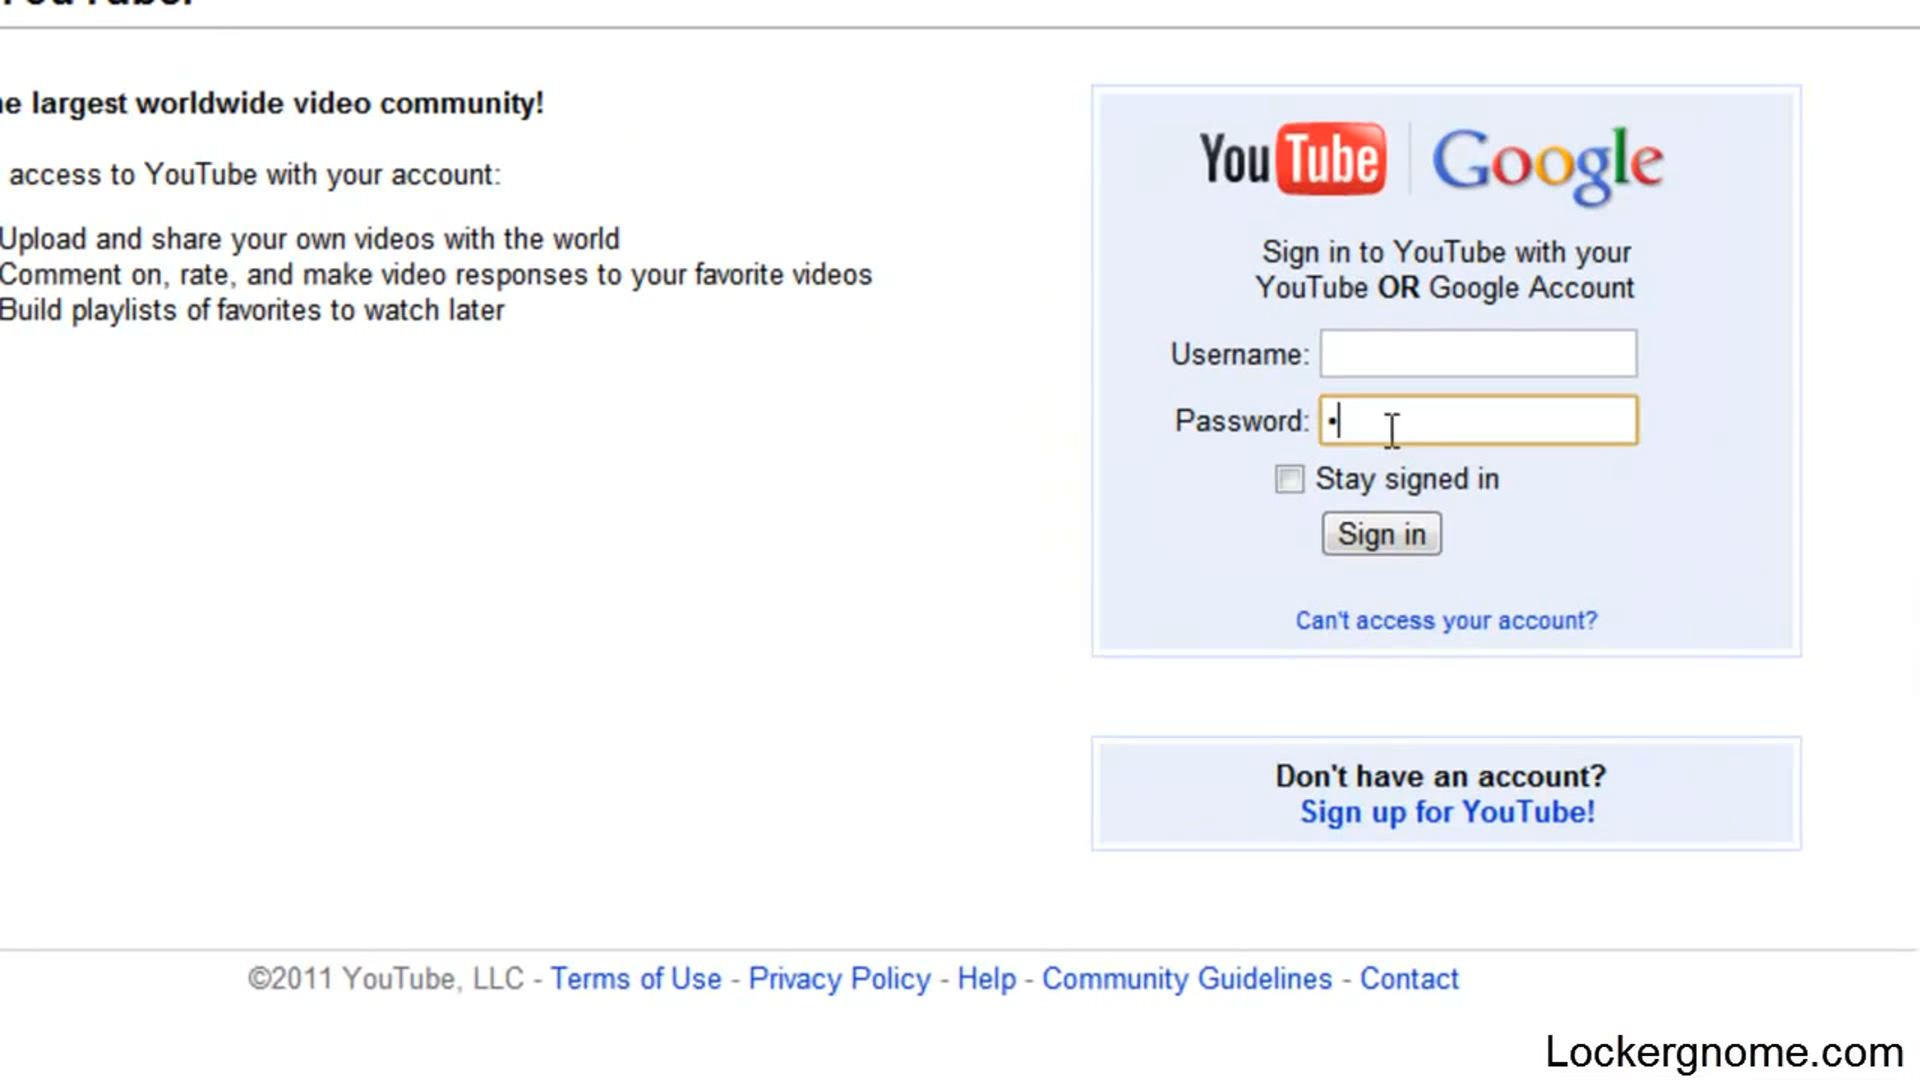 YouTube!
e largest worldwide video community!
access to YouTube with your account:
Upload and share your own videos with the world
Comment on, rate, and make video responses to your favorite videos
Build playlists of favorites to watch later
YouTube Google
Sign in to YouTube with your
YouTube OR Google Account
Username:
Password: •
Stay signed in
Sign in
Can't access your account?
Don't have an account?
Sign up for YouTube!
©2011 YouTube, LLC - Terms of Use - Privacy Policy - Help - Community Guidelines - Contact
Lockergnome.com